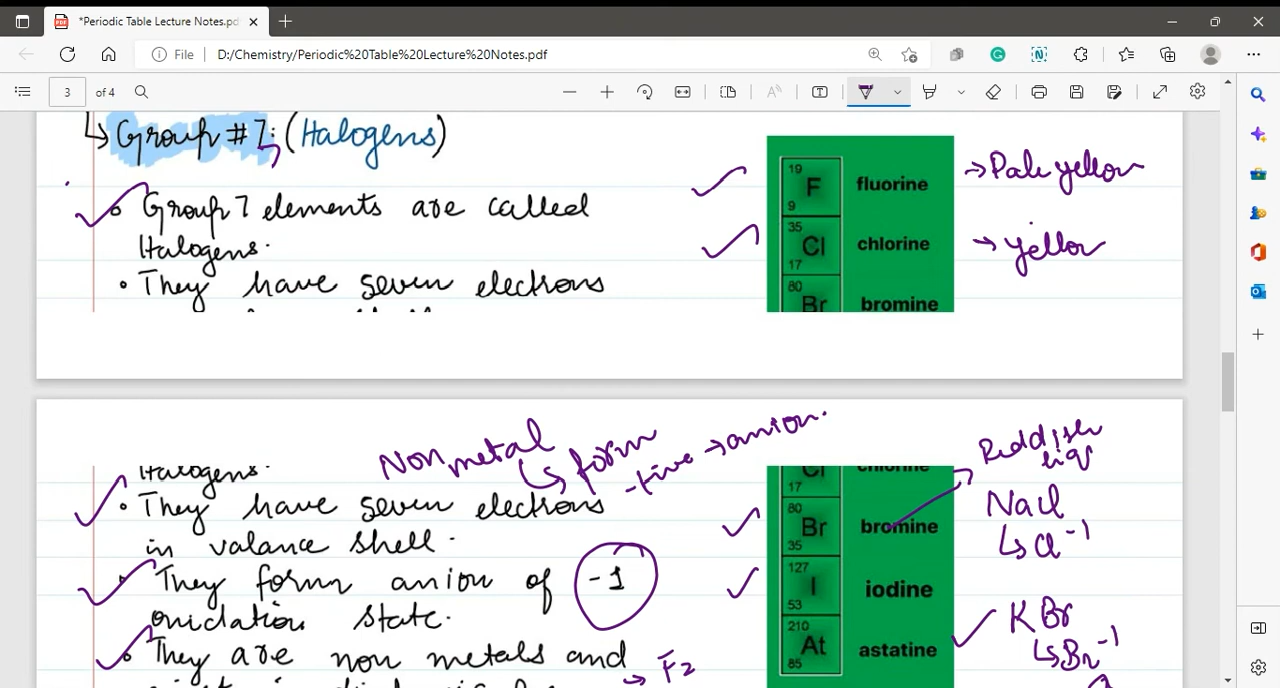 *Periodic Table Lecture Notes.pd
File
D:/Chemistry/Periodic%20Table%20Lecture%20Notes.pdf
3 of 4
Group #7: (Halogens)
Group 7 elements are called
Halogens.
They have seven electrons
19 F 9 fluorine → Pale yellow
35 Cl 17 chlorine → yellow
80 Br bromine
Non metal
↳ form
-tive → anion.
Halogens.
They have seven electrons
in valance shell.
They form anion of -1
oxidation state.
They are non metals and
→ F2
Cl 17 chlorine
80 Br 35 bromine
Reddish
127 I 53 iodine
210 At 85 astatine
NaCl
↳ Cl-1
KBr
↳ Br-1